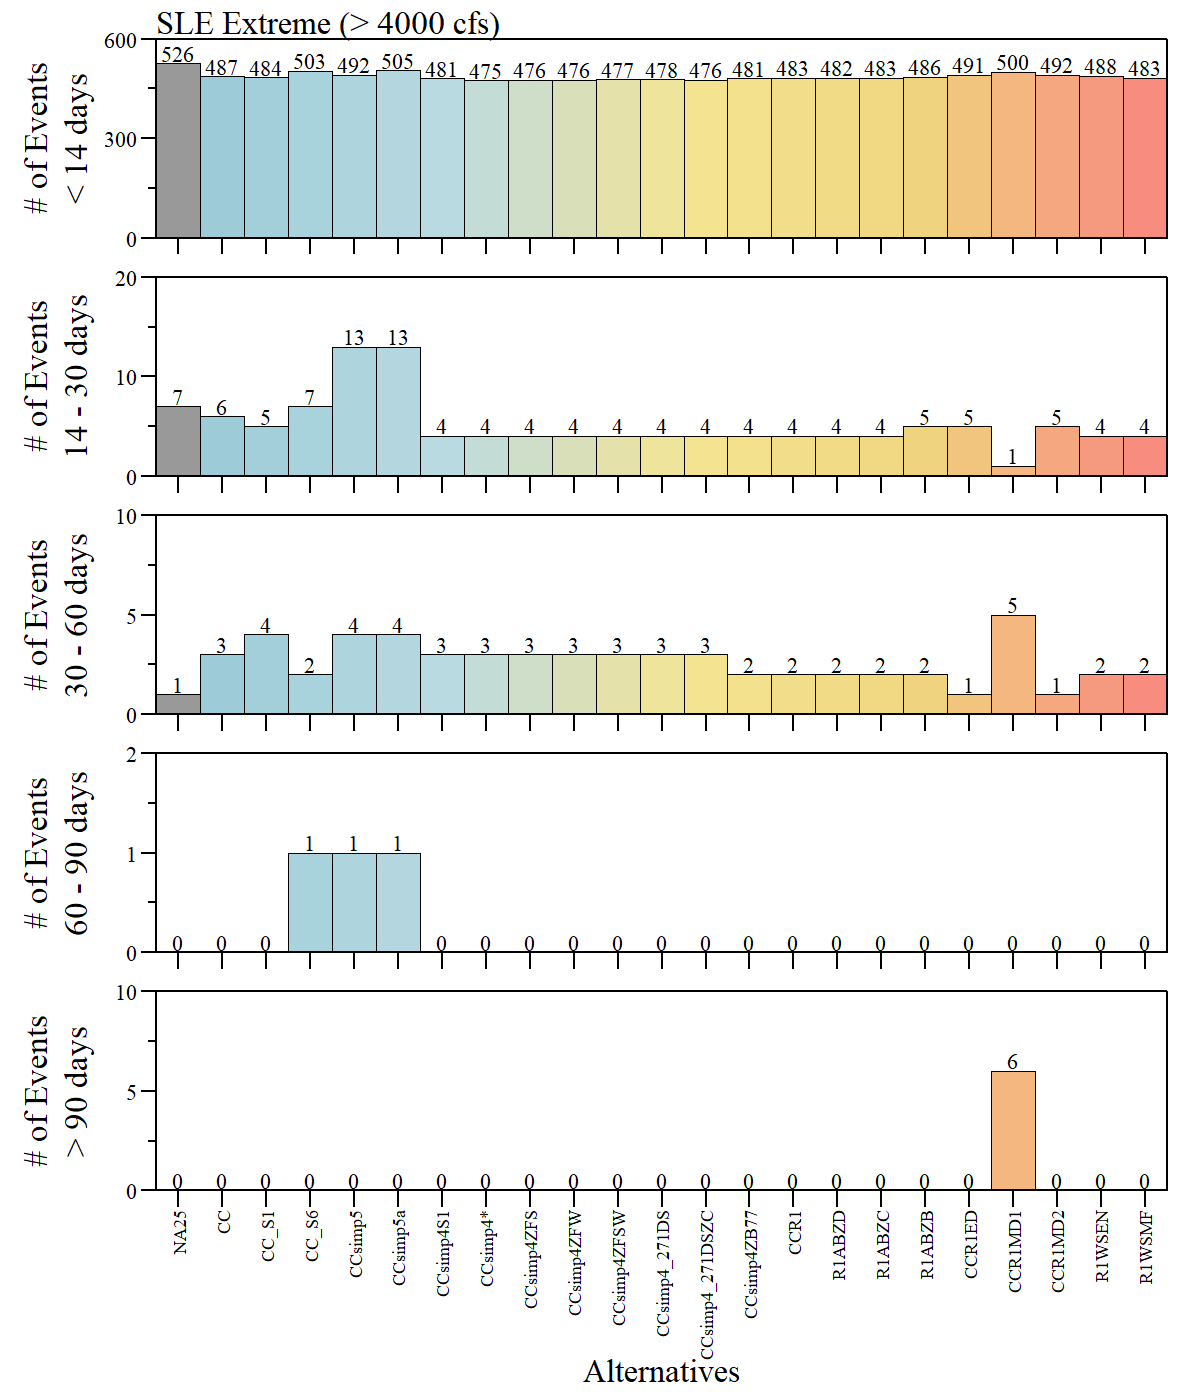 SLE Extreme (> 4000 cfs)
# of Events
< 14 days
600
300
0
526 487 484 503 492 505 481 475 476 476 477 478 476 481 483 482 483 486 491 500 492 488 483
# of Events
14 - 30 days
20
10
0
7 6 5 7 13 13 4 4 4 4 4 4 4 4 4 4 4 5 5 1 5 4 4
# of Events
30 - 60 days
10
5
0
1 3 4 2 4 4 3 3 3 3 3 3 3 2 2 2 2 2 1 5 1 2 2
# of Events
60 - 90 days
2
1
0
0 0 0 1 1 1 0 0 0 0 0 0 0 0 0 0 0 0 0 0 0 0 0
# of Events
> 90 days
10
5
0
0 0 0 0 0 0 0 0 0 0 0 0 0 0 0 0 0 0 0 6 0 0 0
NA25
CC
CC_S1
CC_S6
CCsimp5
CCsimp5a
CCsimp4S1
CCsimp4*
CCsimp4ZFS
CCsimp4ZFW
CCsimp4ZFSW
CCsimp4_271DS
CCsimp4_271DSZC
CCsimp4ZB77
CCR1
R1ABZD
R1ABZC
R1ABZB
CCR1ED
CCR1MD1
CCR1MD2
R1WSEN
R1WSMF
Alternatives